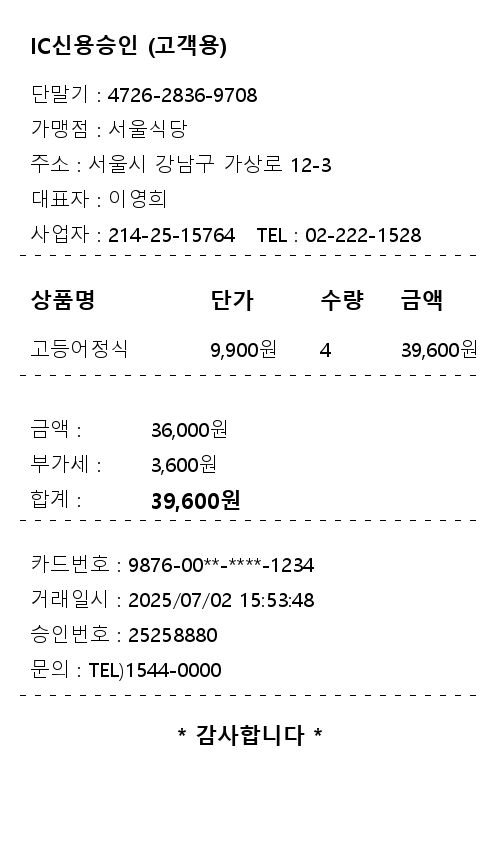 IC신용승인 (고객용)
단말기 : 4726-2836-9708
가맹점 : 서울식당
주소 : 서울시 강남구 가상로 12-3
대표자 : 이영희
사업자 : 214-25-15764 TEL : 02-222-1528
상품명 단가 수량 금액
고등어정식 9,900원 4 39,600원
금액 : 36,000원
부가세 : 3,600원
합계 : 39,600원
카드번호 : 9876-00**-****-1234
거래일시 : 2025/07/02 15:53:48
승인번호 : 25258880
문의 : TEL)1544-0000
* 감사합니다 *